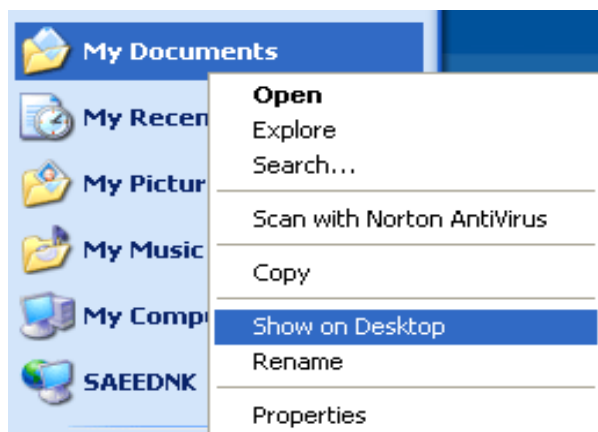 My Documents
Open
My Recen
Explore
Search...
My Pictur
Scan with Norton AntiVirus
My Music
Copy
My Comp
Show on Desktop
Rename
SAEEDNK
Properties